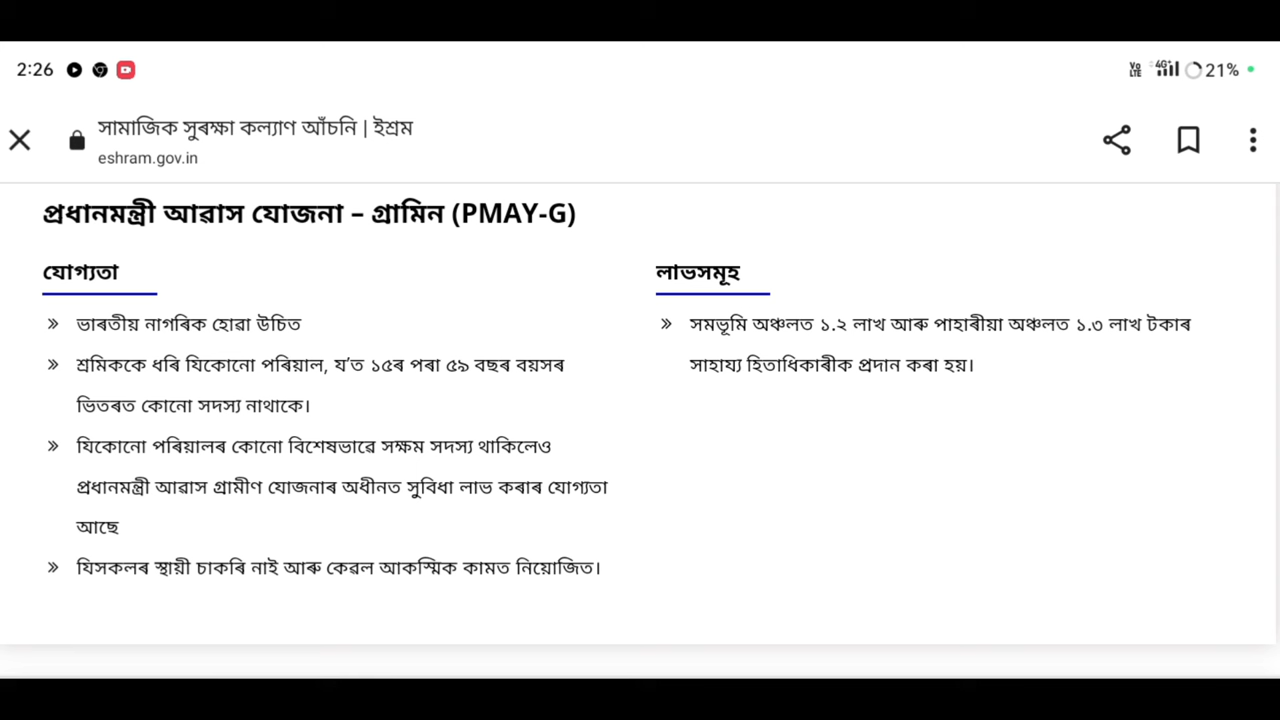 2:26
Vo LTE 4G+ 21%
সামাজিক সুৰক্ষা কল্যাণ আঁচনি | ইশ্ৰম
eshram.gov.in
প্ৰধানমন্ত্ৰী আৱাস যোজনা – গ্ৰামিন (PMAY-G)
যোগ্যতা
» ভাৰতীয় নাগৰিক হোৱা উচিত
» শ্ৰমিককে ধৰি যিকোনো পৰিয়াল, য’ত ১৫ৰ পৰা ৫৯ বছৰ বয়সৰ
ভিতৰত কোনো সদস্য নাথাকে।
» যিকোনো পৰিয়ালৰ কোনো বিশেষভাৱে সক্ষম সদস্য থাকিলেও
প্ৰধানমন্ত্ৰী আৱাস গ্ৰামীণ যোজনাৰ অধীনত সুবিধা লাভ কৰাৰ যোগ্যতা
আছে
» যিসকলৰ স্থায়ী চাকৰি নাই আৰু কেৱল আকস্মিক কামত নিয়োজিত।
লাভসমূহ
» সমভূমি অঞ্চলত ১.২ লাখ আৰু পাহাৰীয়া অঞ্চলত ১.৩ লাখ টকাৰ
সাহায্য হিতাধিকাৰীক প্ৰদান কৰা হয়।